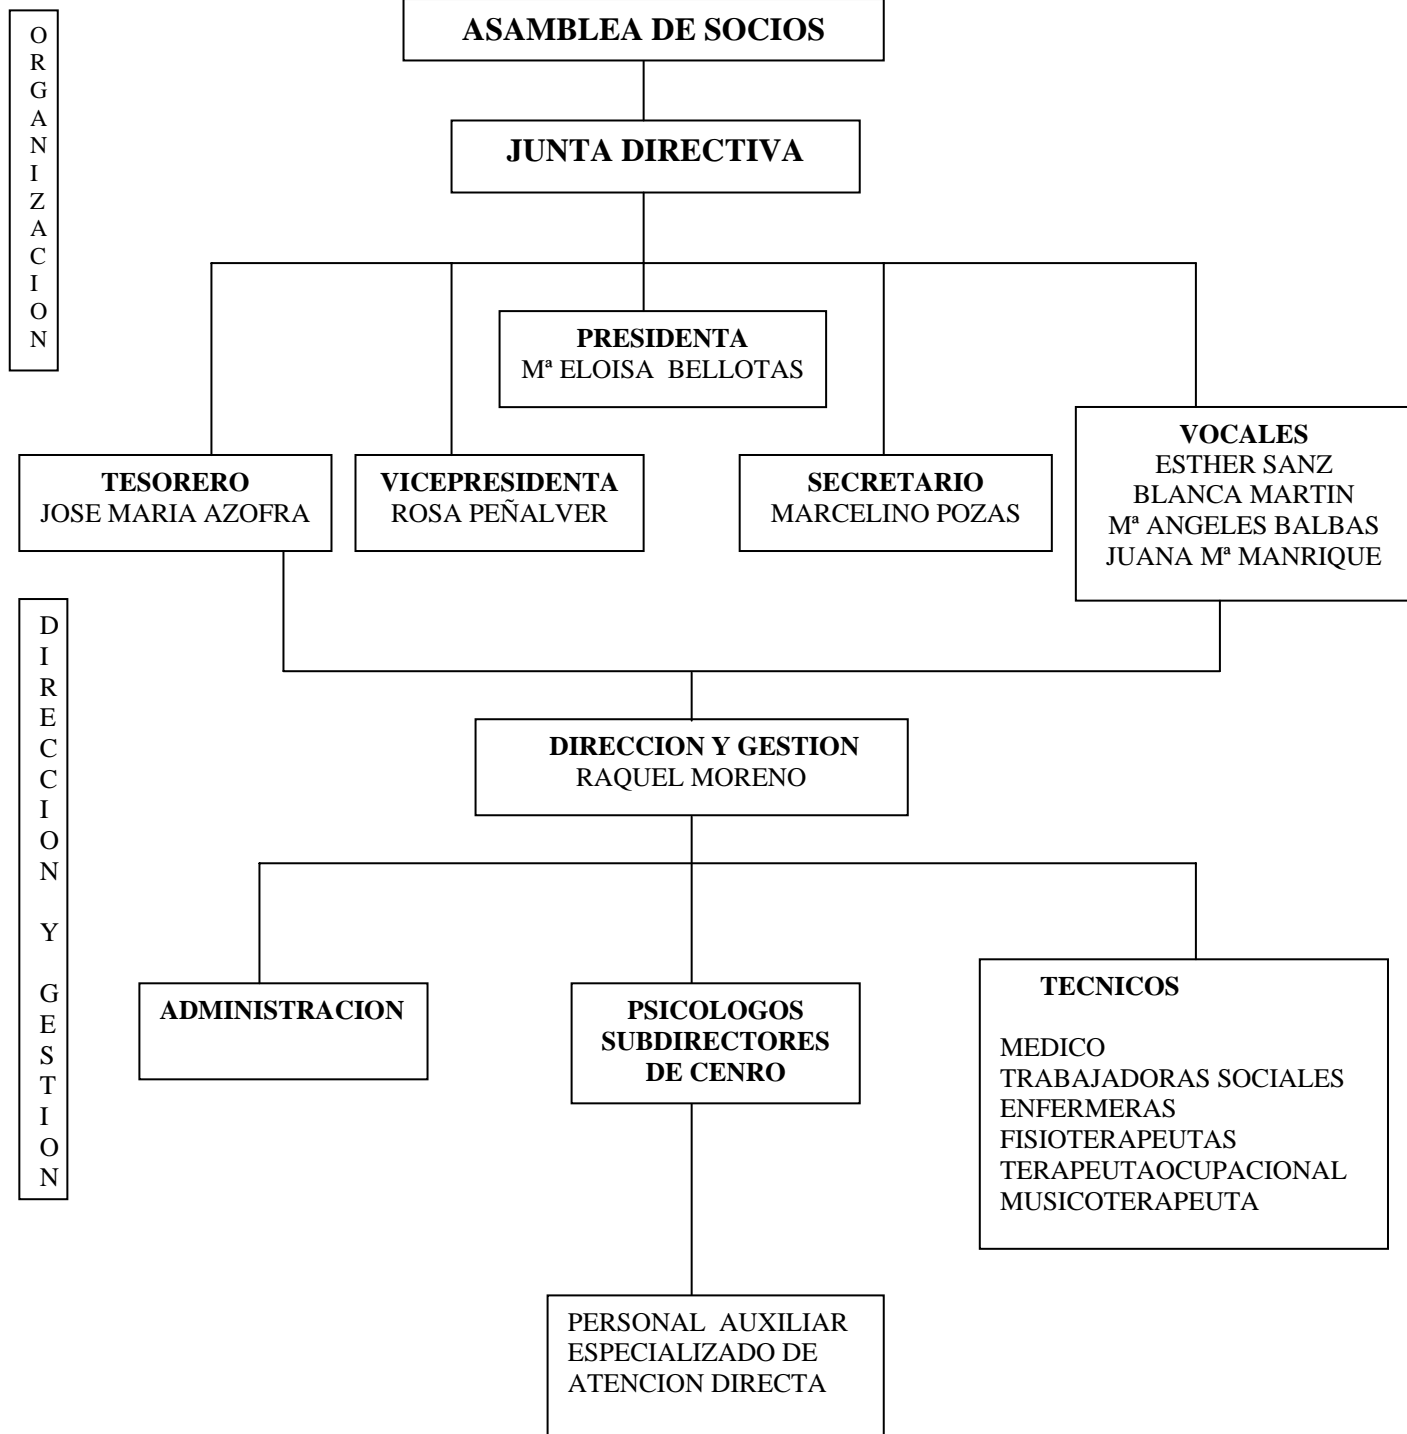 ORGANIZACION
ASAMBLEA DE SOCIOS
JUNTA DIRECTIVA
PRESIDENTA
Mª ELOISA BELLOTAS
TESORERO
JOSE MARIA AZOFRA
VICEPRESIDENTA
ROSA PEÑALVER
SECRETARIO
MARCELINO POZAS
VOCALES
ESTHER SANZ
BLANCA MARTIN
Mª ANGELES BALBAS
JUANA Mª MANRIQUE
DIRECCION Y GESTION
DIRECCION Y GESTION
RAQUEL MORENO
ADMINISTRACION
PSICOLOGOS
SUBDIRECTORES
DE CENRO
TECNICOS
MEDICO
TRABAJADORAS SOCIALES
ENFERMERAS
FISIOTERAPEUTAS
TERAPEUTAOCUPACIONAL
MUSICOTERAPEUTA
PERSONAL AUXILIAR
ESPECIALIZADO DE
ATENCION DIRECTA